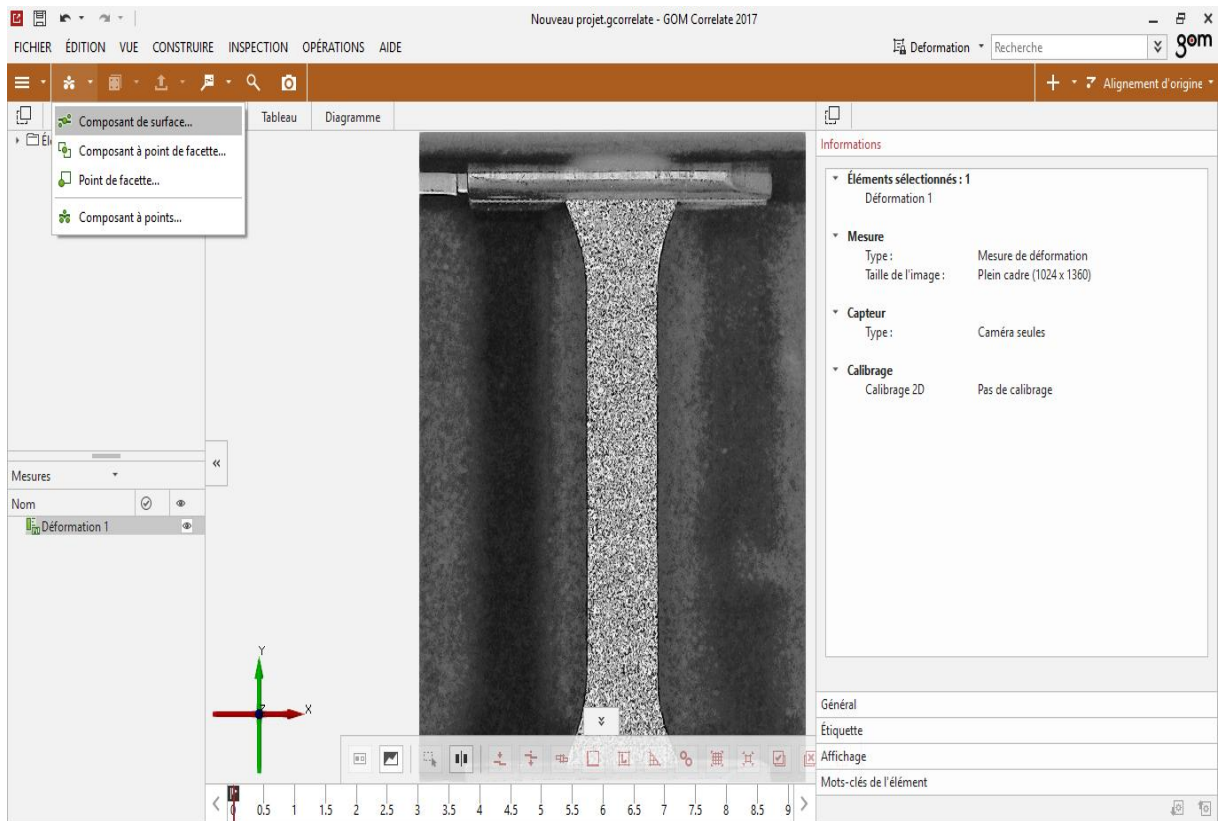 Nouveau projet.gcorrelate - GOM Correlate 2017
FICHIER ÉDITION VUE CONSTRUIRE INSPECTION OPÉRATIONS AIDE
Deformation Recherche gom
Alignement d'origine
Tableau Diagramme
Composant de surface...
Composant à point de facette...
Point de facette...
Composant à points...
Informations
Éléments sélectionnés : 1
Déformation 1
Mesure
Type : Mesure de déformation
Taille de l'image : Plein cadre (1024 x 1360)
Capteur
Type : Caméra seules
Calibrage
Calibrage 2D Pas de calibrage
Mesures
Nom
Déformation 1
Y
X
Général
Étiquette
Affichage
Mots-clés de l'élément
0 0.5 1 1.5 2 2.5 3 3.5 4 4.5 5 5.5 6 6.5 7 7.5 8 8.5 9